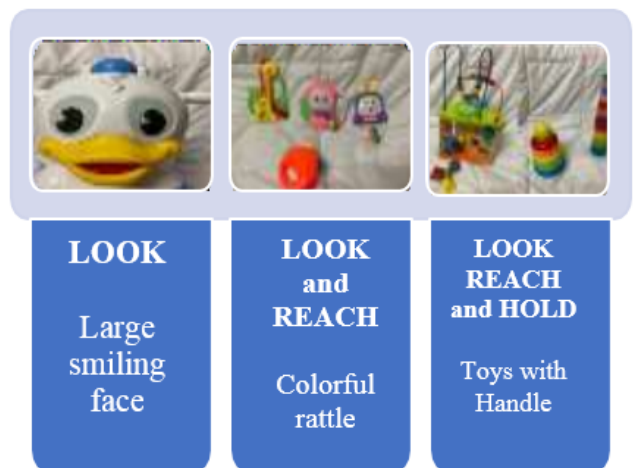 LOOK
Large
smiling
face
LOOK
and
REACH
Colorful
rattle
LOOK
REACH
and HOLD
Toys with
Handle